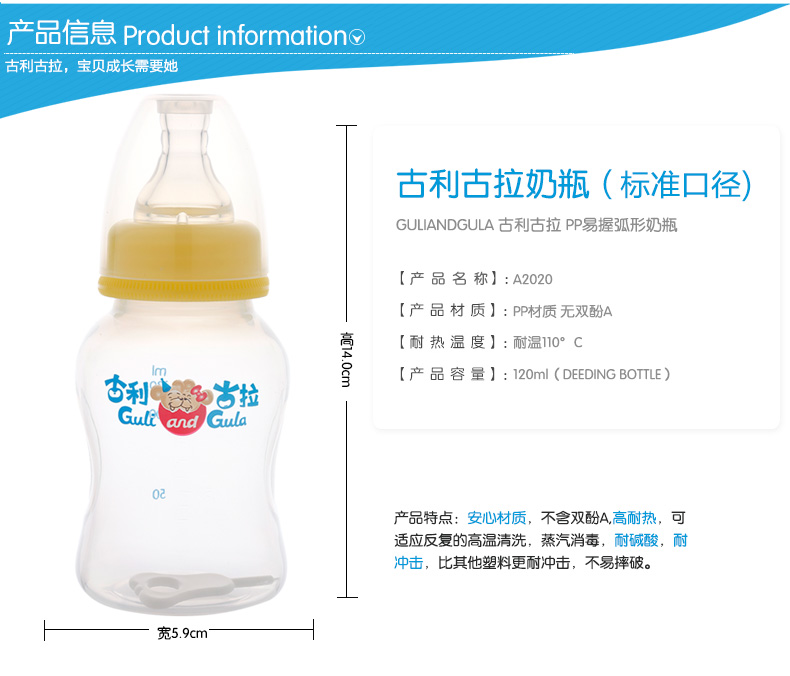 产品信息 Product information
古利古拉，宝贝成长需要她
古利古拉奶瓶（标准口径）
GULIANDGULA 古利古拉 PP易握弧形奶瓶
【产品名称】: A2020
【产品材质】: PP材质 无双酚A
【耐热温度】: 耐温110°C
【产品容量】: 120ml（DEEDING BOTTLE）
高14.0cm
ml
古利 古拉
Guli and Gula
50
产品特点：安心材质，不含双酚A,高耐热，可
适应反复的高温清洗，蒸汽消毒，耐碱酸，耐
冲击，比其他塑料更耐冲击，不易摔破。
宽5.9cm